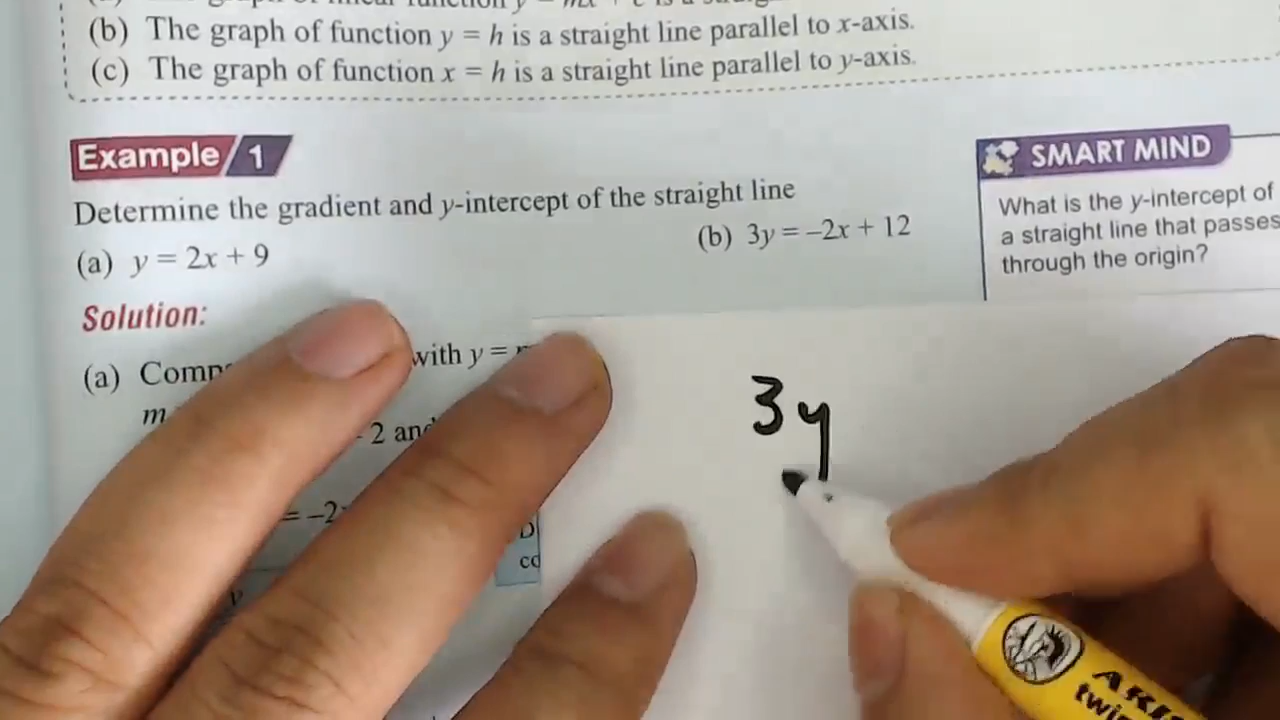 (b) The graph of function y = h is a straight line parallel to x-axis.
(c) The graph of function x = h is a straight line parallel to y-axis.
Example 1
Determine the gradient and y-intercept of the straight line
(a) y = 2x + 9
(b) 3y = –2x + 12
SMART MIND
What is the y-intercept of
a straight line that passes
through the origin?
Solution:
(a)
with y =
m
2
= –2
3y